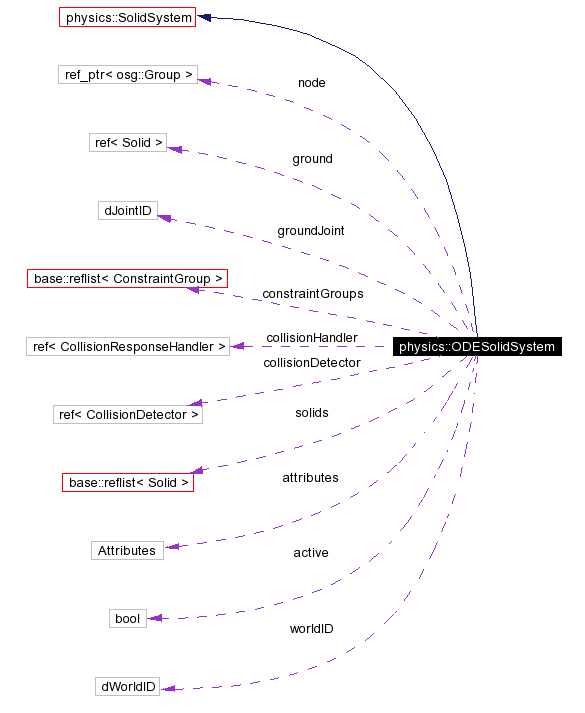 physics::SolidSystem
ref_ptr< osg::Group >
node
ref< Solid >
ground
dJointID
groundJoint
base::reflist< ConstraintGroup >
constraintGroups
collisionHandler
ref< CollisionResponseHandler >
physics::ODESolidSystem
collisionDetector
ref< CollisionDetector >
solids
base::reflist< Solid >
attributes
Attributes
active
bool
worldID
dWorldID